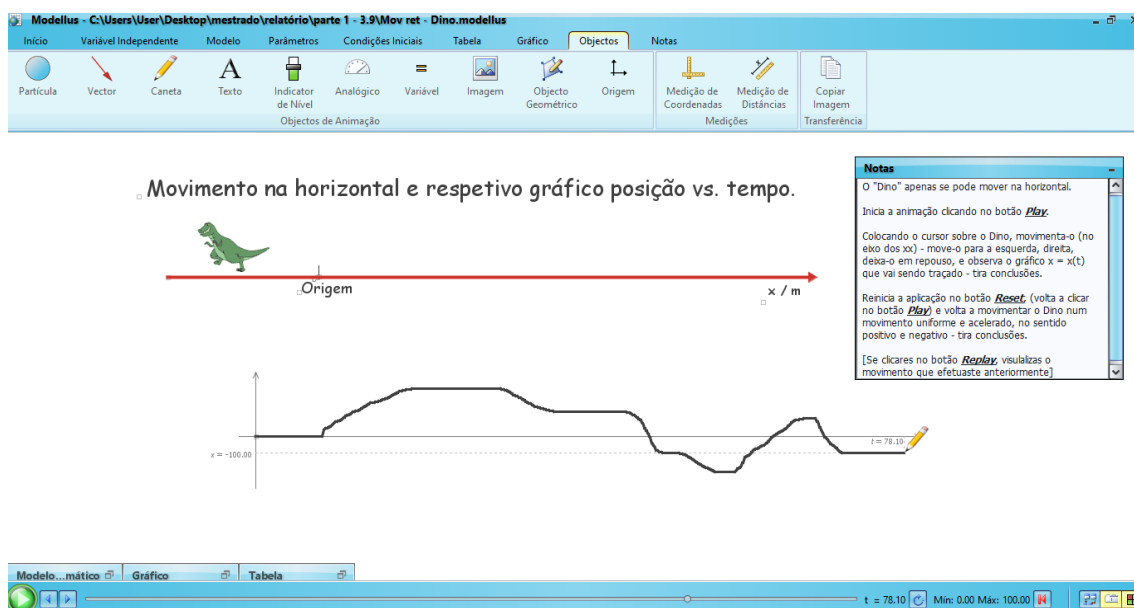 Modellus - C:\Users\User\Desktop\mestrado\relatório\parte 1 - 3.9\Mov ret - Dino.modellus
Início Variável Independente Modelo Parâmetros Condições Iniciais Tabela Gráfico Objectos Notas
Partícula Vector Caneta Texto Indicator de Nível Analógico Variável Imagem Objecto Geométrico Origem Medição de Coordenadas Medição de Distâncias Copiar Imagem
Objectos de Animação Medições Transferência
Movimento na horizontal e respetivo gráfico posição vs. tempo.
Origem
x / m
Notas
O "Dino" apenas se pode mover na horizontal.
Inicia a animação clicando no botão Play.
Colocando o cursor sobre o Dino, movimenta-o (no
eixo dos xx) - move-o para a esquerda, direita,
deixa-o em repouso, e observa o gráfico x = x(t)
que vai sendo traçado - tira conclusões.
Reinicia a aplicação no botão Reset, (volta a clicar
no botão Play) e volta a movimentar o Dino num
movimento uniforme e acelerado, no sentido
positivo e negativo - tira conclusões.
[Se clicares no botão Replay, visulalizas o
movimento que efetuaste anteriormente]
t = 78.10
x = -100.00
Modelo...mático Gráfico Tabela
t = 78.10 Mín: 0.00 Máx: 100.00